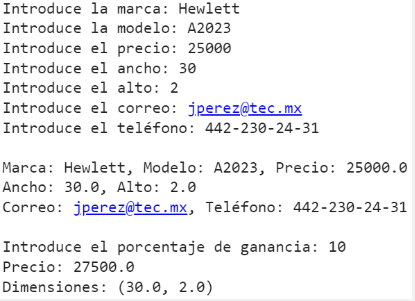 Introduce la marca: Hewlett
Introduce la modelo: A2023
Introduce el precio: 25000
Introduce el ancho: 30
Introduce el alto: 2
Introduce el correo: jperez@tec.mx
Introduce el teléfono: 442-230-24-31
Marca: Hewlett, Modelo: A2023, Precio: 25000.0
Ancho: 30.0, Alto: 2.0
Correo: jperez@tec.mx, Teléfono: 442-230-24-31
Introduce el porcentaje de ganancia: 10
Precio: 27500.0
Dimensiones: (30.0, 2.0)